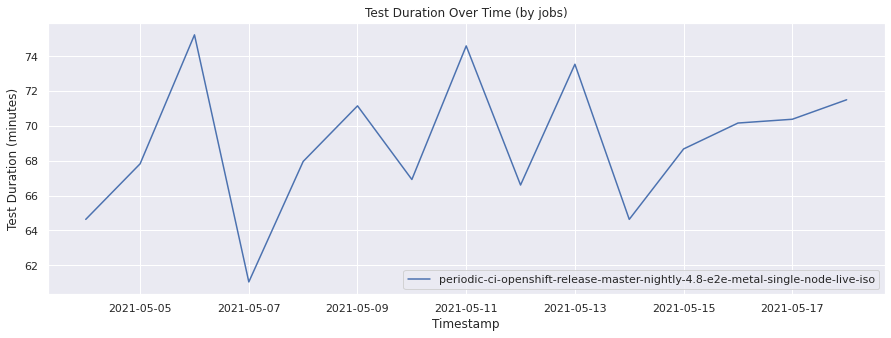 Test Duration Over Time (by jobs)
Test Duration (minutes)
74
72
70
68
66
64
62
periodic-ci-openshift-release-master-nightly-4.8-e2e-metal-single-node-live-iso
2021-05-05 2021-05-07 2021-05-09 2021-05-11 2021-05-13 2021-05-15 2021-05-17
Timestamp